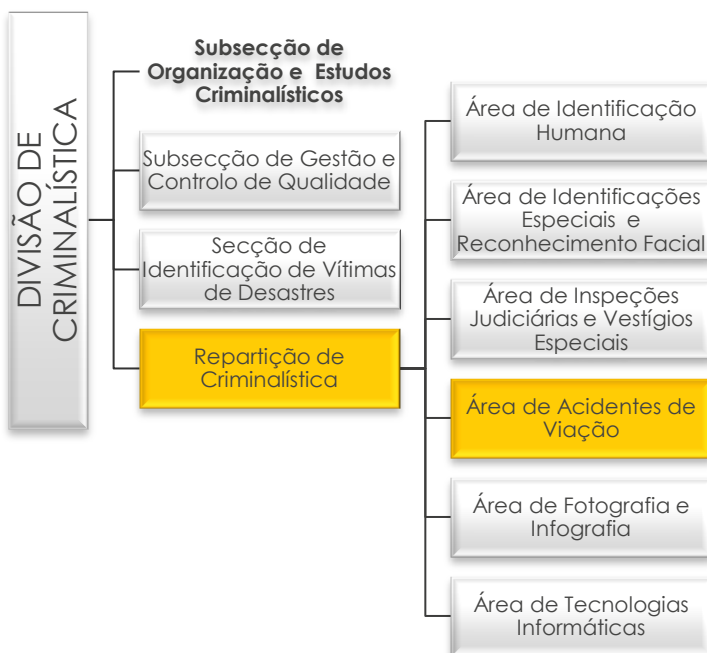 DIVISÃO DE
CRIMINALÍSTICA
Subsecção de
Organização e Estudos
Criminalísticos
Subsecção de Gestão e
Controlo de Qualidade
Secção de
Identificação de Vítimas
de Desastres
Repartição de
Criminalística
Área de Identificação
Humana
Área de Identificações
Especiais e
Reconhecimento Facial
Área de Inspeções
Judiciárias e Vestígios
Especiais
Área de Acidentes de
Viação
Área de Fotografia e
Infografia
Área de Tecnologias
Informáticas